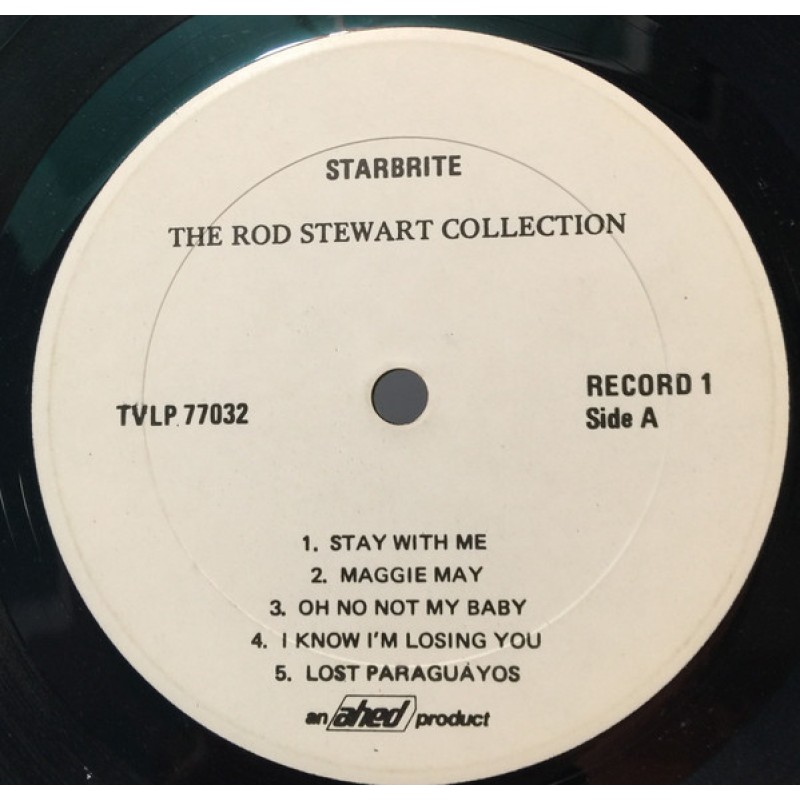 STARBRITE
THE ROD STEWART COLLECTION
TVLP 77032
RECORD 1
Side A
1. STAY WITH ME
2. MAGGIE MAY
3. OH NO NOT MY BABY
4. I KNOW I'M LOSING YOU
5. LOST PARAGUAYOS
an ahed product